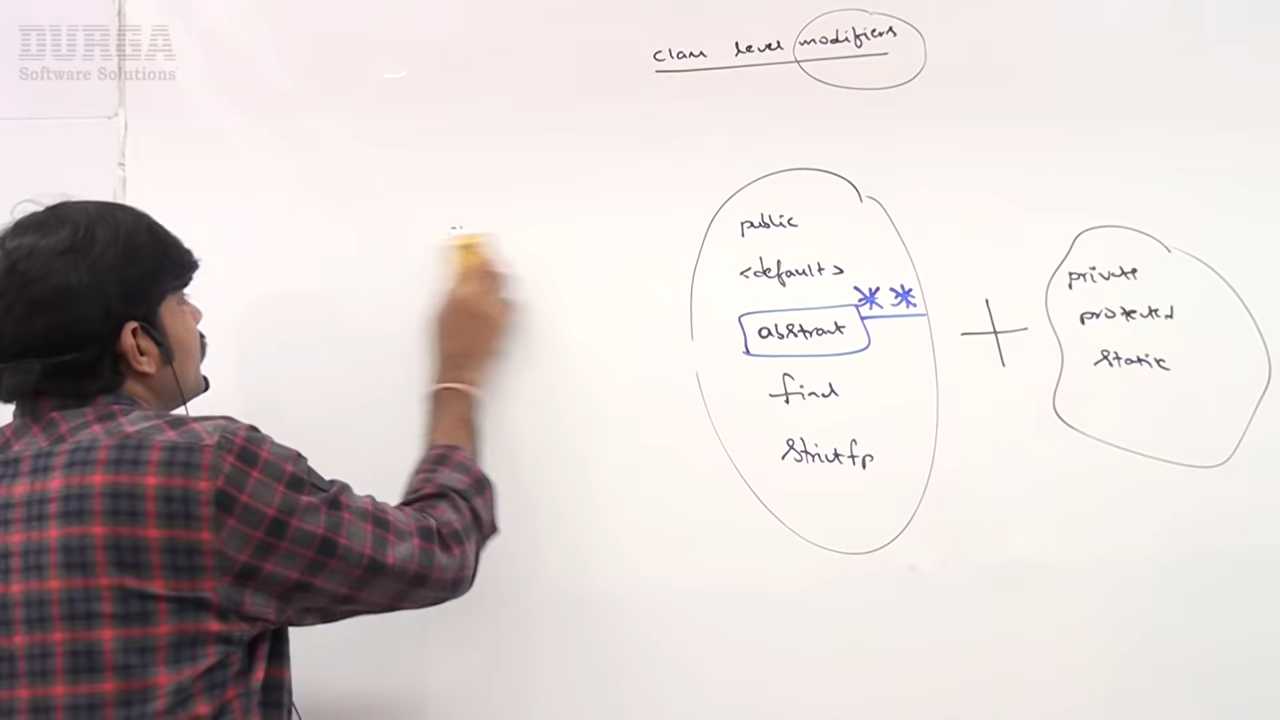 DURGA
Software Solutions
class level modifiers
public
<default>
abstract
final
strictfp
+
private
protected
static